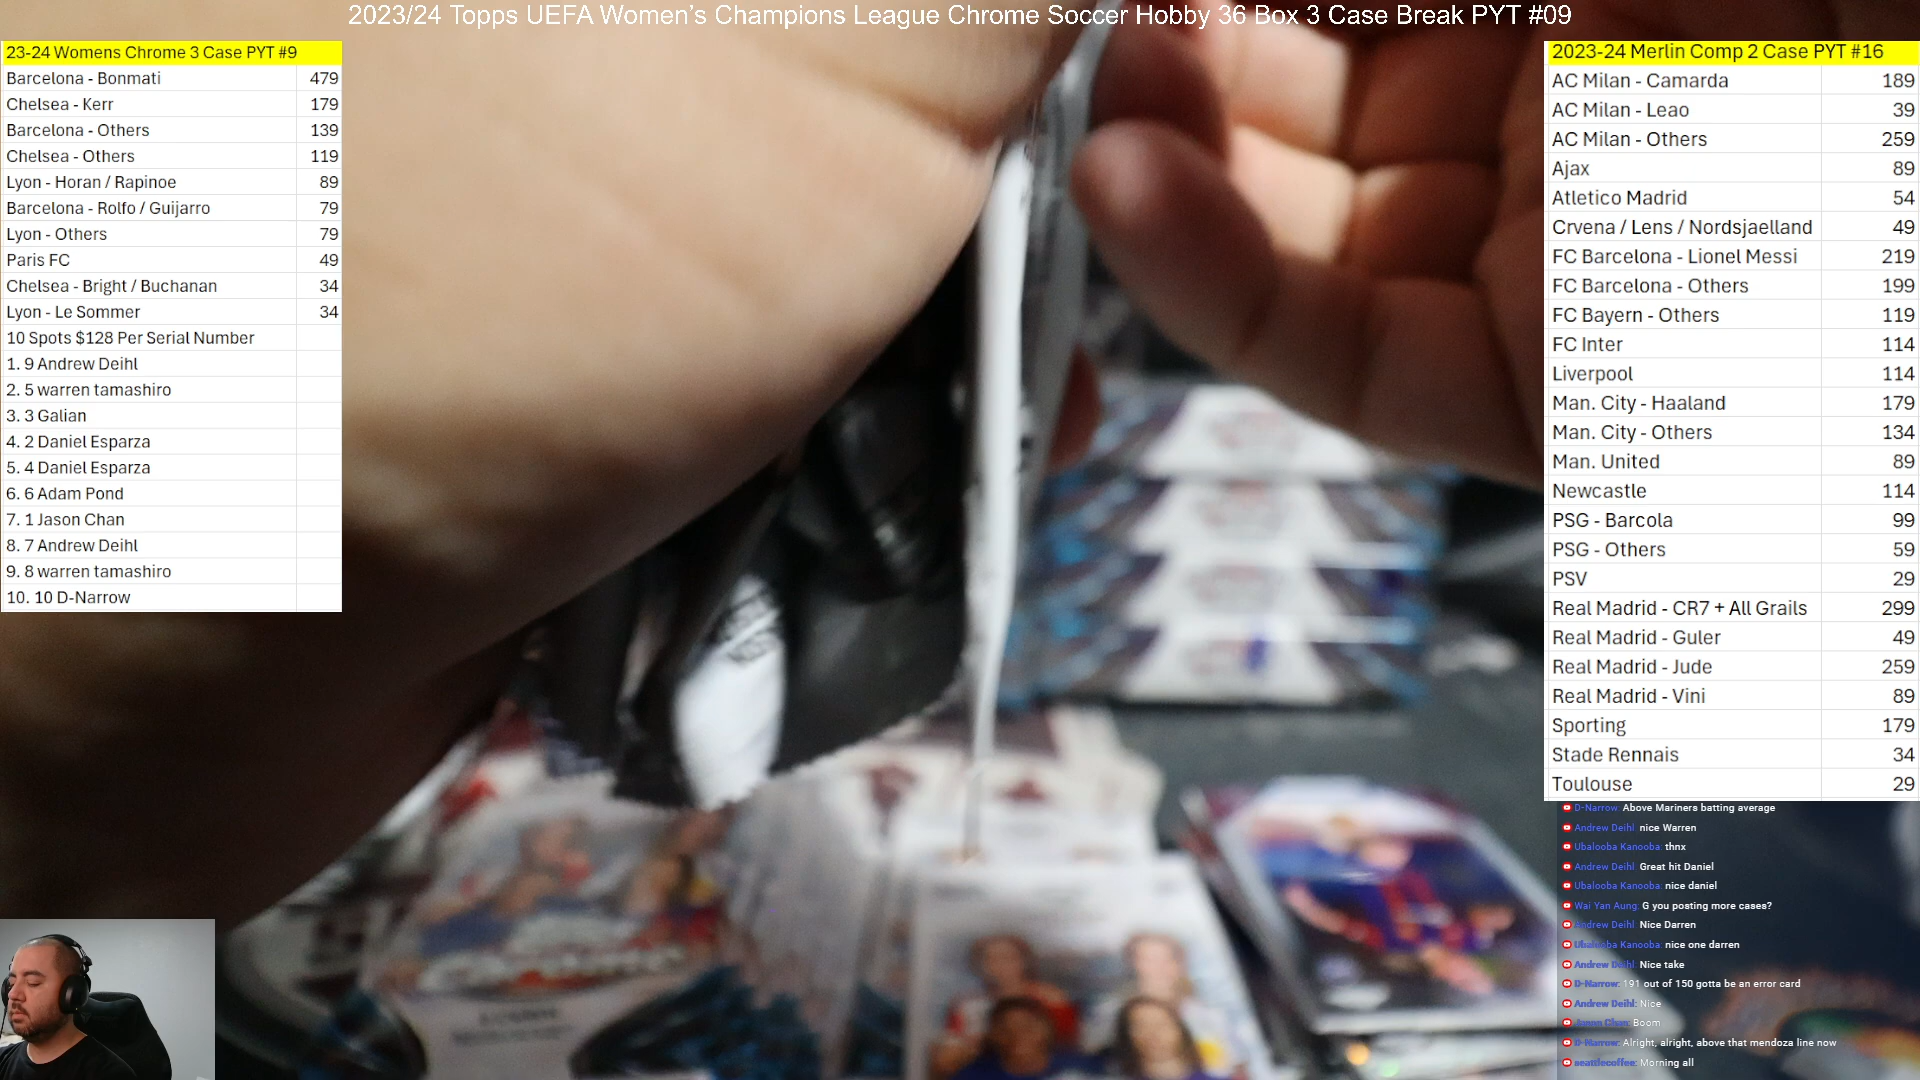 2023/24 Topps UEFA Women's Champions League Chrome Soccer Hobby 36 Box 3 Case Break PYT #09
23-24 Womens Chrome 3 Case PYT #9
Barcelona - Bonmati 479
Chelsea - Kerr 179
Barcelona - Others 139
Chelsea - Others 119
Lyon - Horan / Rapinoe 89
Barcelona - Rolfo / Guijarro 79
Lyon - Others 79
Paris FC 49
Chelsea - Bright / Buchanan 34
Lyon - Le Sommer 34
10 Spots $128 Per Serial Number
1. 9 Andrew Deihl
2. 5 warren tamashiro
3. 3 Galian
4. 2 Daniel Esparza
5. 4 Daniel Esparza
6. 6 Adam Pond
7. 1 Jason Chan
8. 7 Andrew Deihl
9. 8 warren tamashiro
10. 10 D-Narrow
2023-24 Merlin Comp 2 Case PYT #16
AC Milan - Camarda 189
AC Milan - Leao 39
AC Milan - Others 259
Ajax 89
Atletico Madrid 54
Crvena / Lens / Nordsjaelland 49
FC Barcelona - Lionel Messi 219
FC Barcelona - Others 199
FC Bayern - Others 119
FC Inter 114
Liverpool 114
Man. City - Haaland 179
Man. City - Others 134
Man. United 89
Newcastle 114
PSG - Barcola 99
PSG - Others 59
PSV 29
Real Madrid - CR7 + All Grails 299
Real Madrid - Guler 49
Real Madrid - Jude 259
Real Madrid - Vini 89
Sporting 179
Stade Rennais 34
Toulouse 29
D-Narrow: Above Mariners batting average
Andrew Deihl: nice Warren
Ubalooba Kanooba: thnx
Andrew Deihl: Great hit Daniel
Ubalooba Kanooba: nice daniel
Wai Yan Aung: G you posting more cases?
Andrew Deihl: Nice Darren
Ubalooba Kanooba: nice one darren
Andrew Deihl: Nice take
D-Narrow: 191 out of 150 gotta be an error card
Andrew Deihl: Nice
Jason Chan: Boom
D-Narrow: Alright, alright, above that mendoza line now
seattlecoffee: Morning all